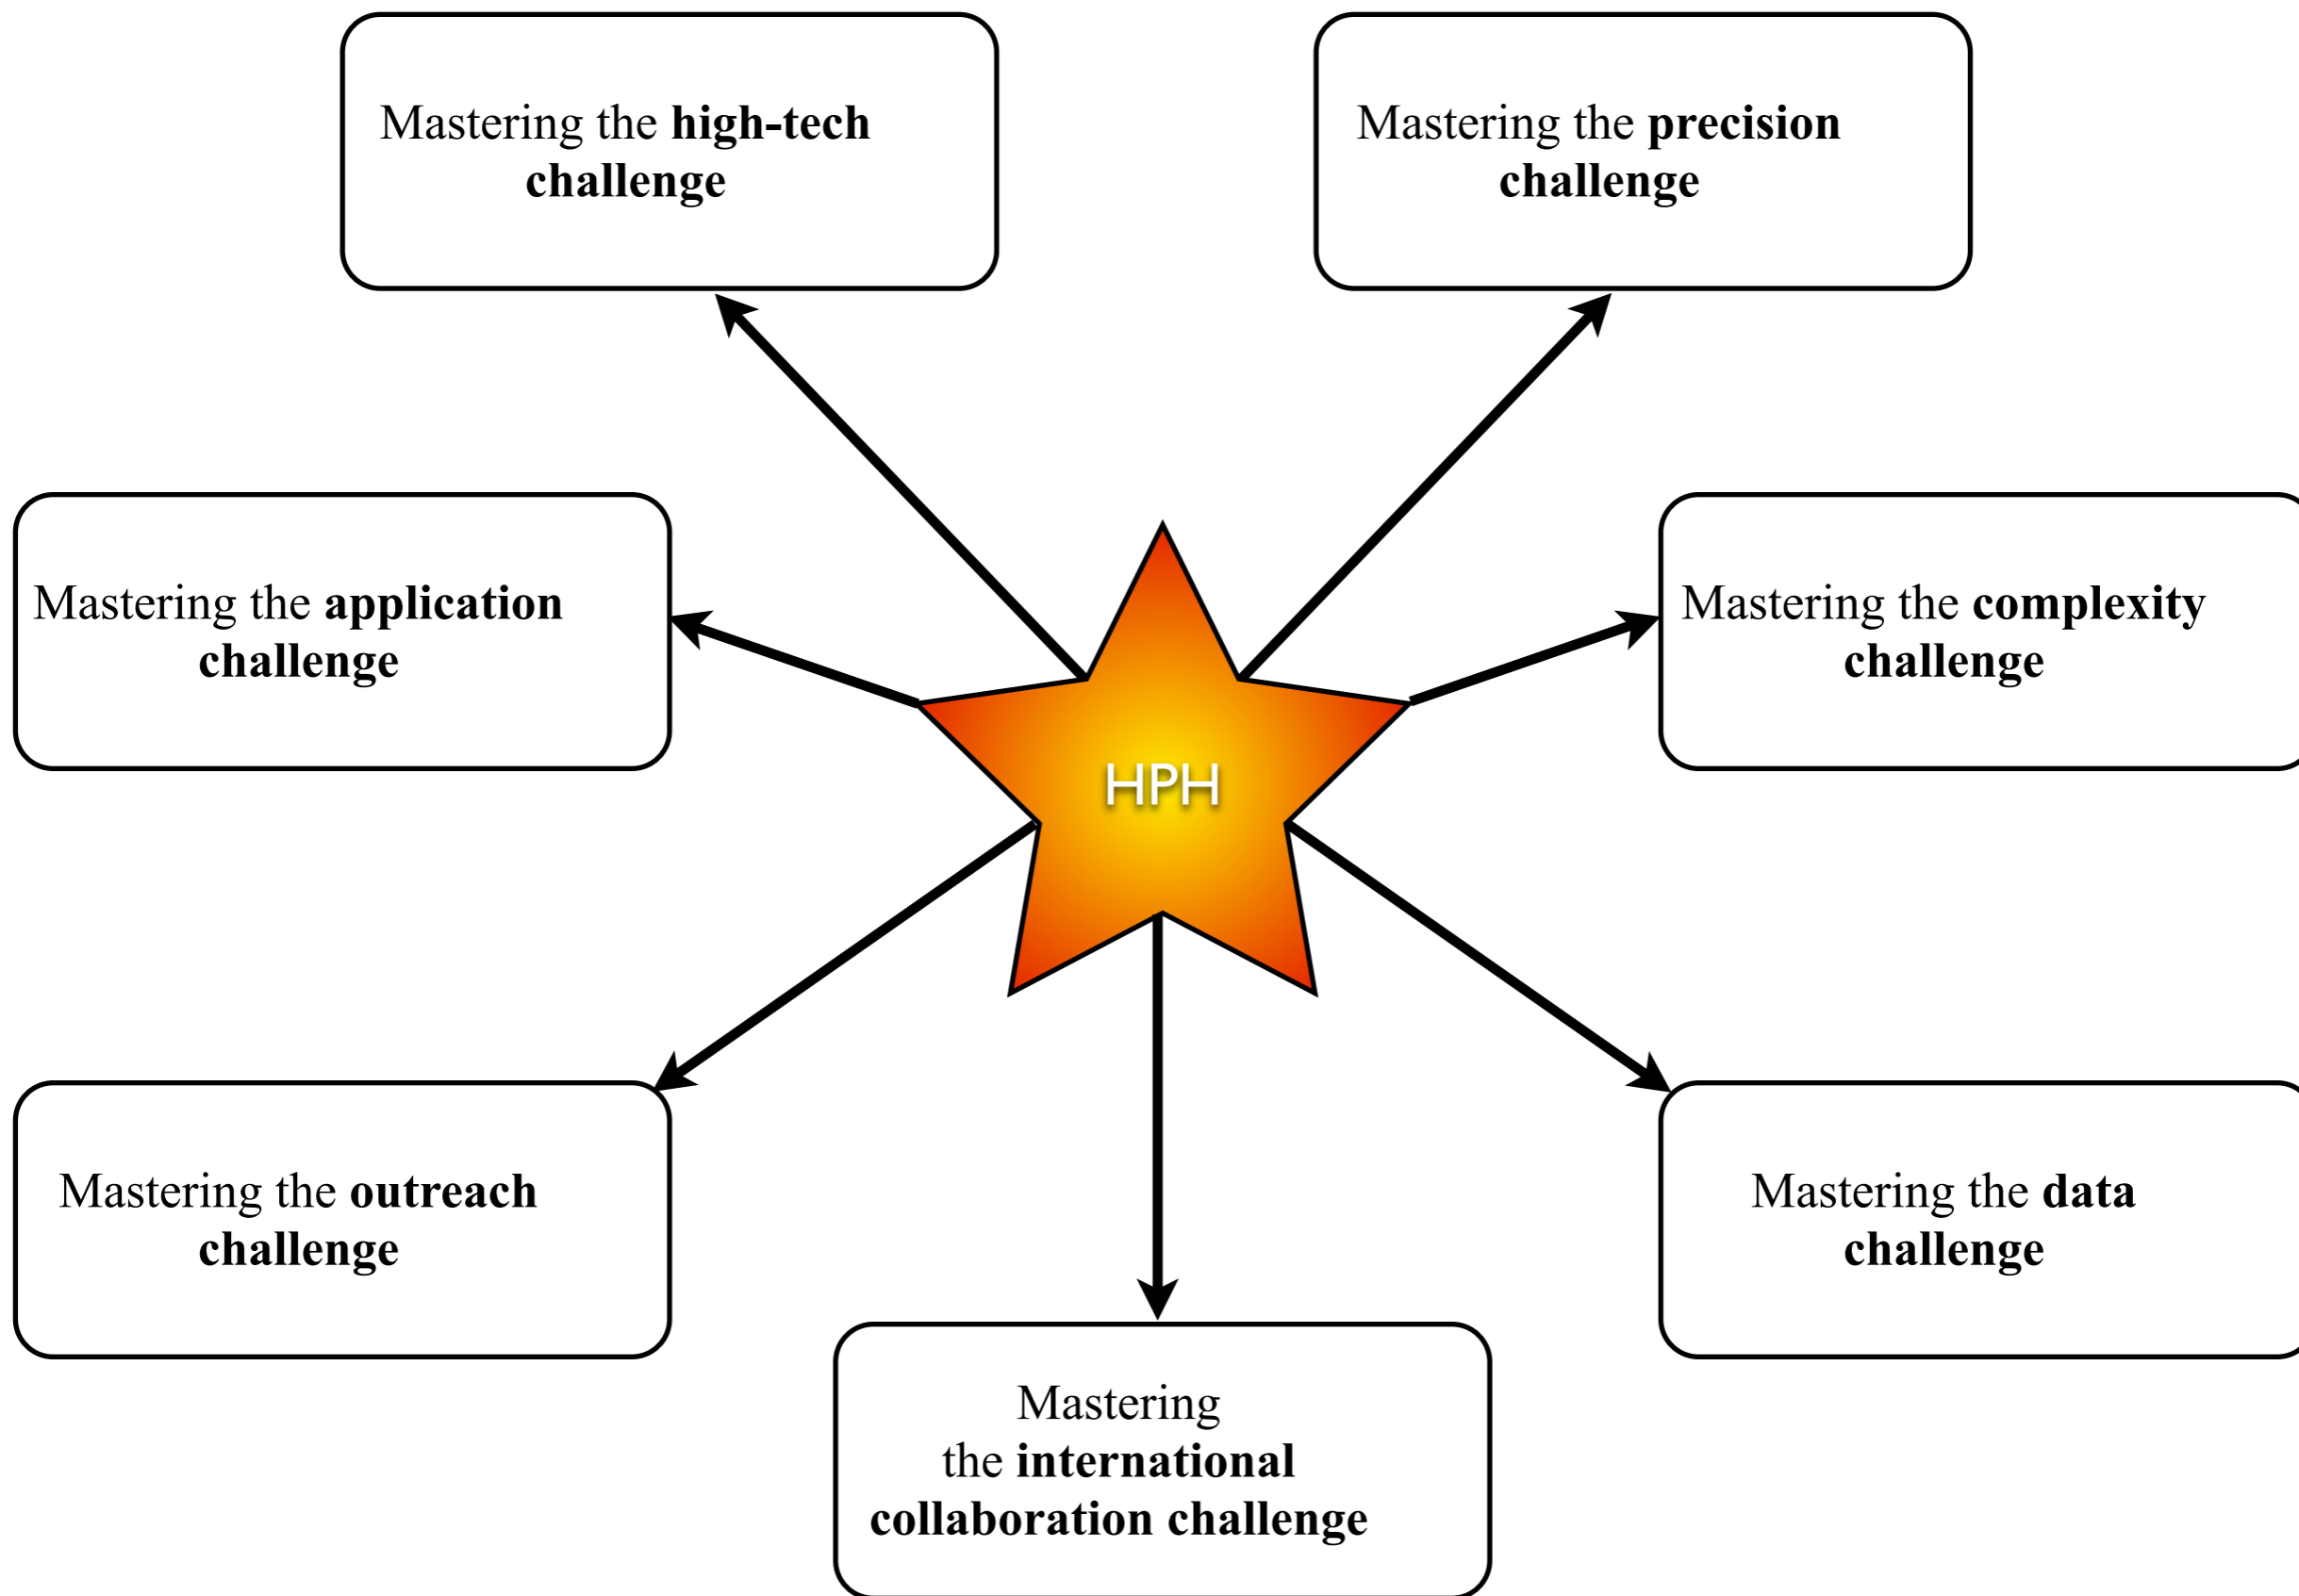 Mastering the high-tech
challenge
Mastering the precision
challenge
Mastering the application
challenge
Mastering the complexity
challenge
HPH
Mastering the outreach
challenge
Mastering the data
challenge
Mastering
the international
collaboration challenge